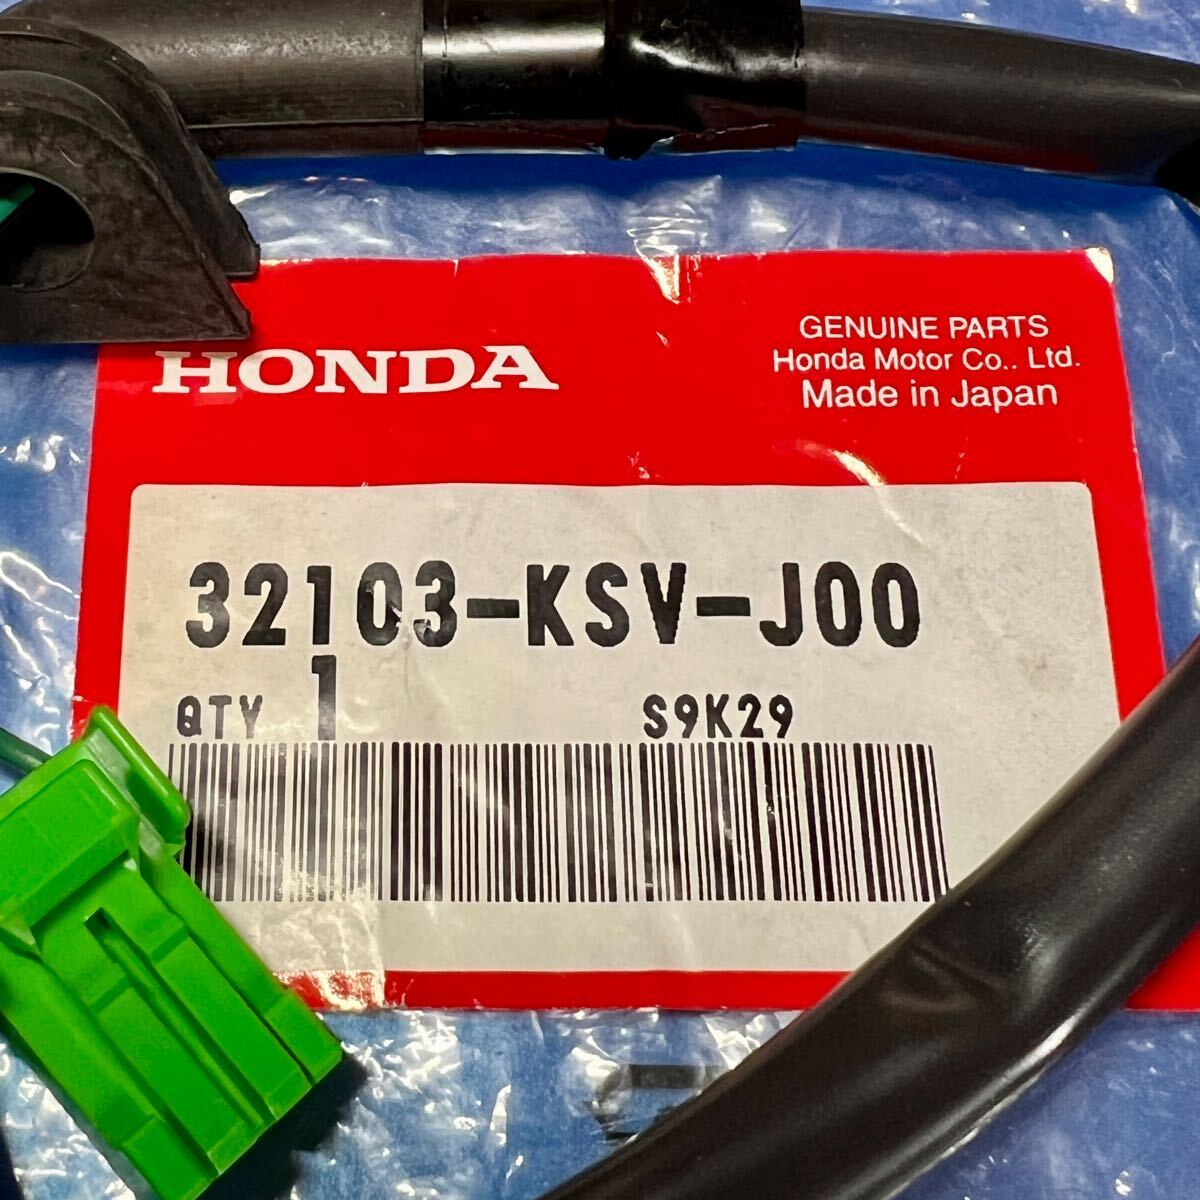 HONDA
GENUINE PARTS
Honda Motor Co.. Ltd.
Made in Japan
32103-KSV-J00
QTY 1 S9K29